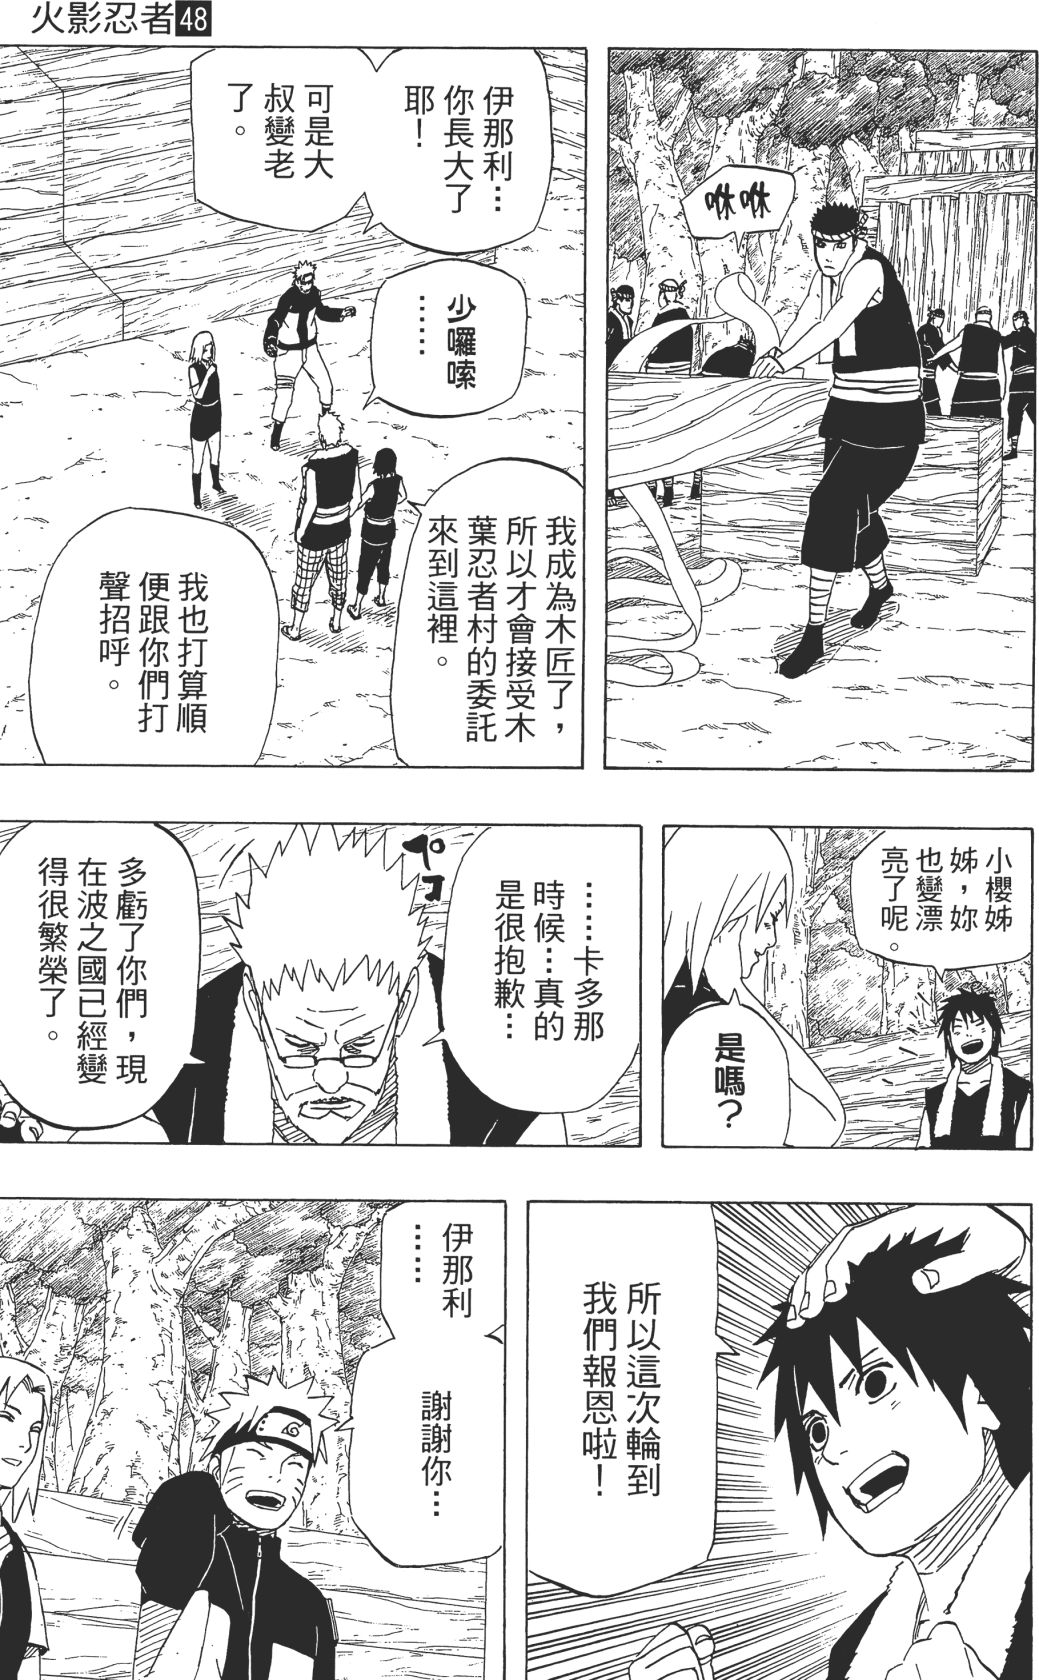 火影忍者48
咻咻
伊那利…
你長大了
耶！
可是大
叔變老
了。
少囉嗦
……
我成為木匠了，
所以才會接受木
葉忍者村的委託
來到這裡。
我也打算順
便跟你們打
聲招呼。
小櫻姊
姊，妳
也變漂
亮了呢。
是嗎？
……卡多那
時候…真的
是很抱歉…
ペコ
多虧了你們，現
在波之國已經變
得很繁榮了。
所以這次輪到
我們報恩啦！
伊那利
……
謝謝你…